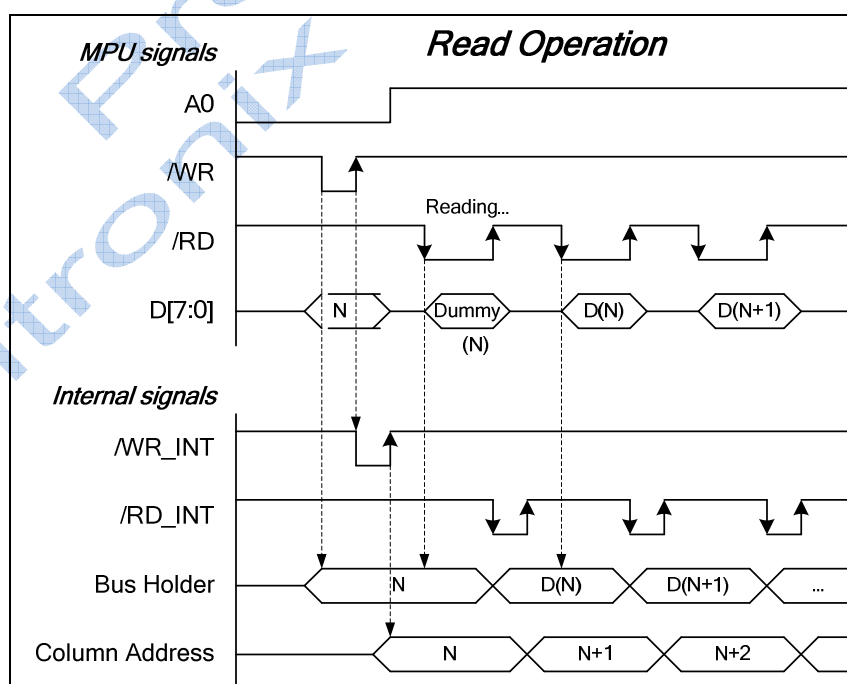 MPU signals
Read Operation
A0
/WR
Reading...
/RD
D[7:0]
N
Dummy
(N)
D(N)
D(N+1)
Internal signals
/WR_INT
/RD_INT
Bus Holder
N
D(N)
D(N+1)
...
Column Address
N
N+1
N+2